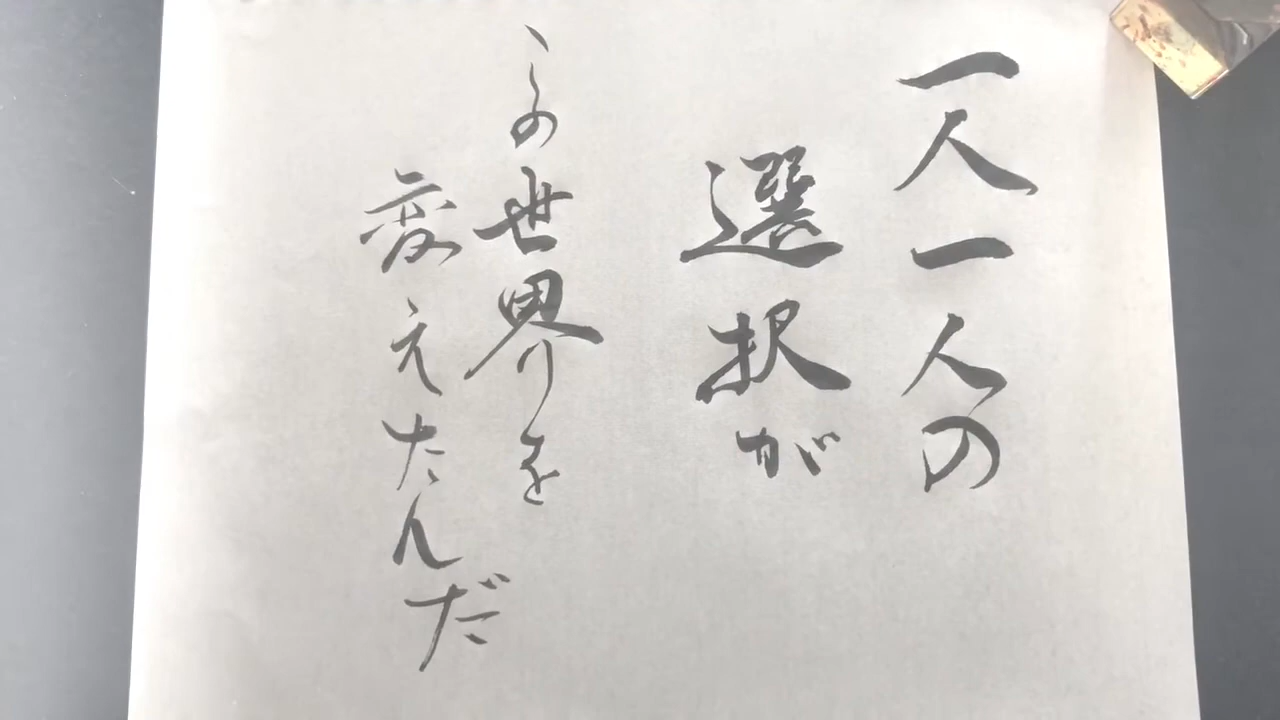 一人一人の
選択が
この世界を
変えたんだ